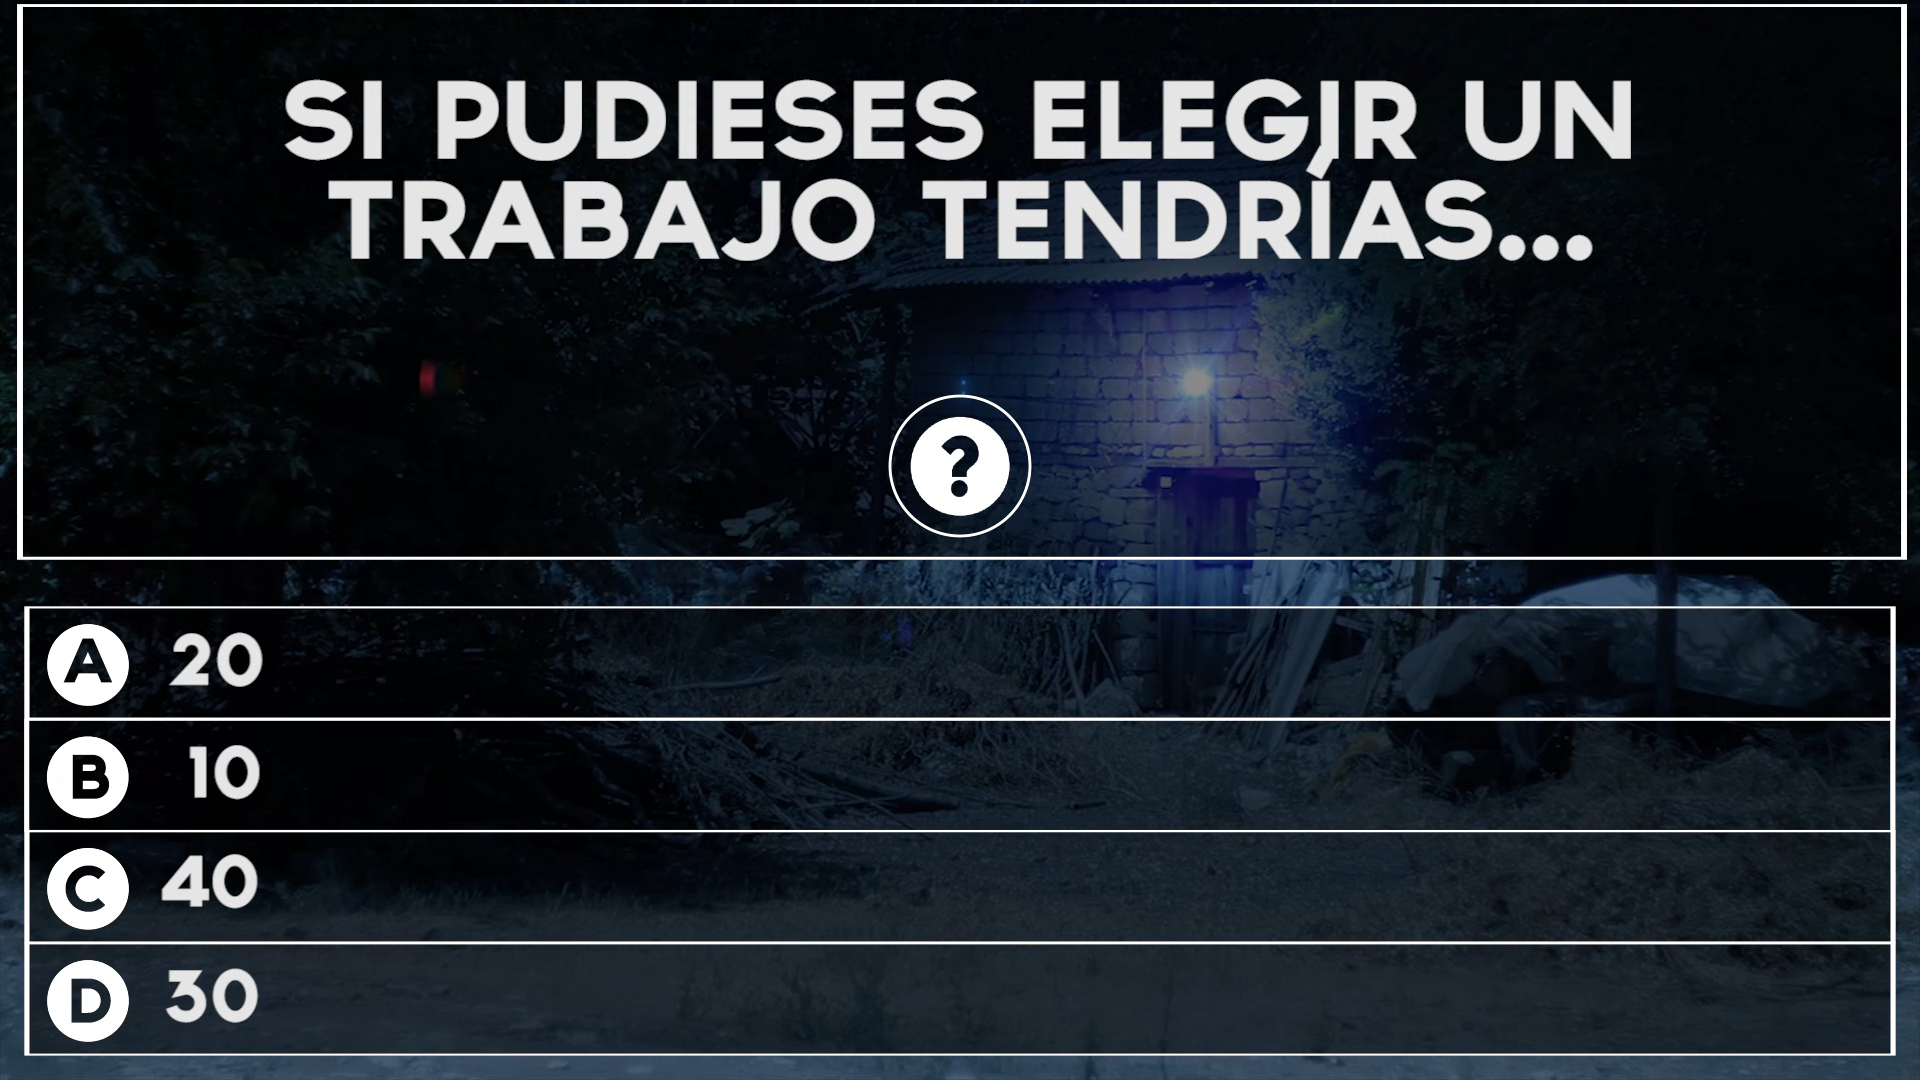 SI PUDIESES ELEGIR UN
TRABAJO TENDRÍAS...
?
A 20
B 10
C 40
D 30